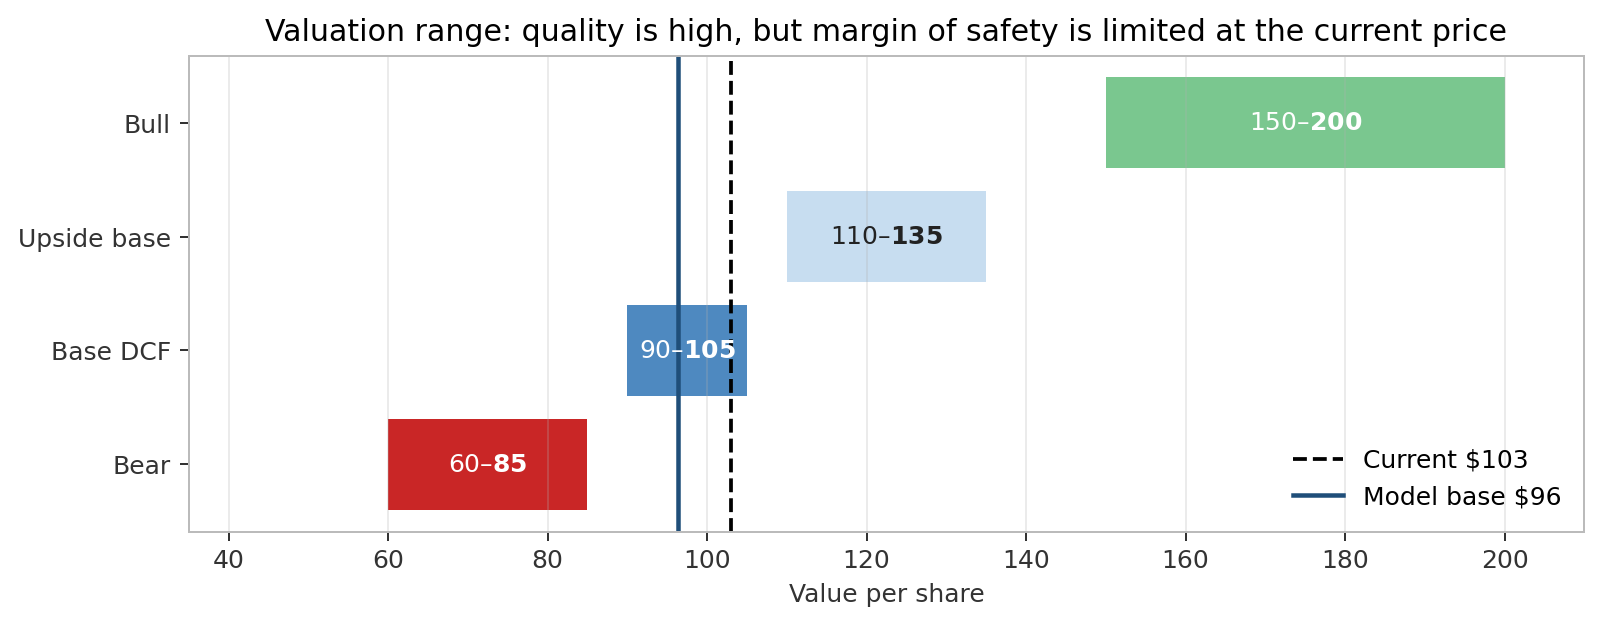 Valuation range: quality is high, but margin of safety is limited at the current price
Bull
150–200
Upside base
110–135
Base DCF
90–105
Bear
60–85
Current $103
Model base $96
40 60 80 100 120 140 160 180 200
Value per share